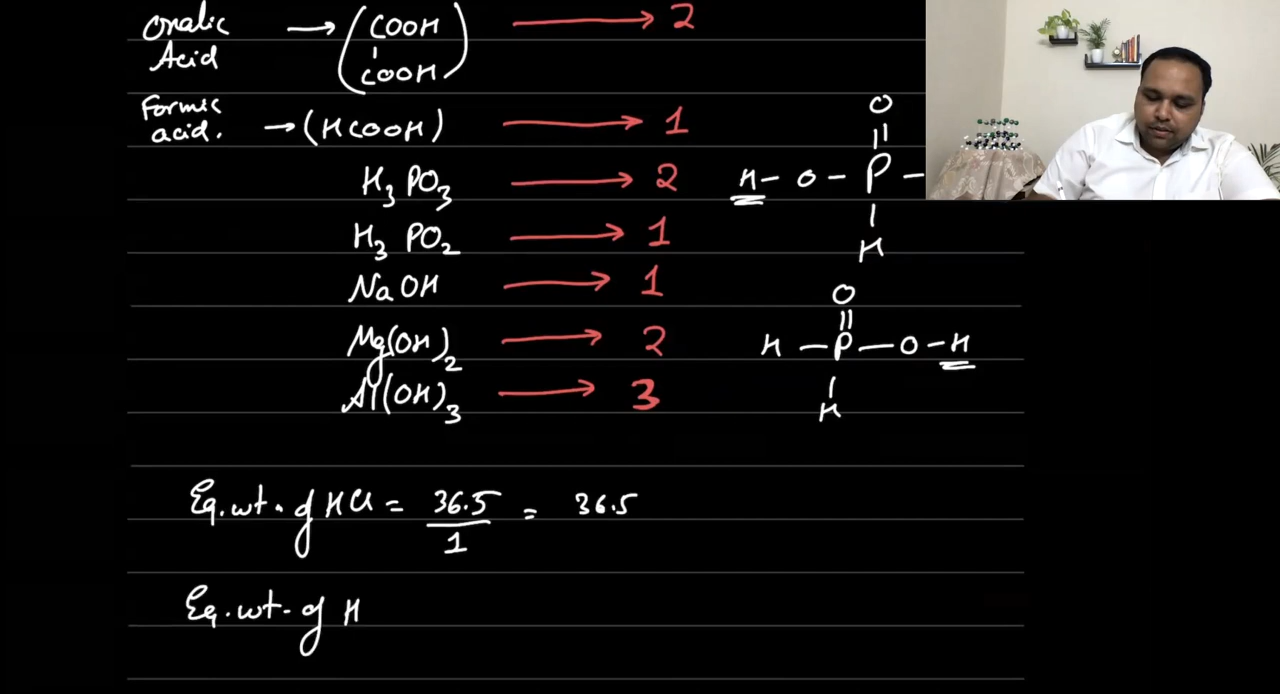 Oxalic Acid → (COOH COOH) → 2
Formic acid. → (HCOOH) → 1
H₃PO₃ → 2
H₃PO₂ → 1
NaOH → 1
Mg(OH)₂ → 2
Al(OH)₃ → 3
O
||
H - O - P -
|
H
O
||
H - P - O - H
|
H
Eq. wt. of HCl = 36.5/1 = 36.5
Eq. wt. of H